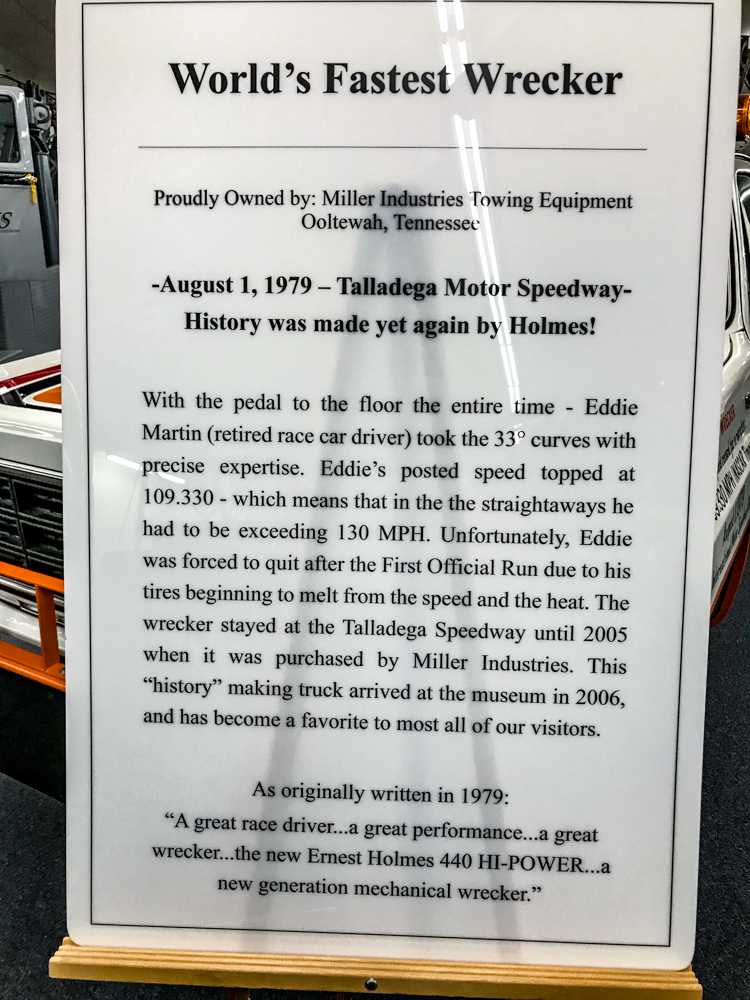 World's Fastest Wrecker
Proudly Owned by: Miller Industries Towing Equipment
Ooltewah, Tennessee
-August 1, 1979 – Talladega Motor Speedway-
History was made yet again by Holmes!
With the pedal to the floor the entire time - Eddie
Martin (retired race car driver) took the 33° curves with
precise expertise. Eddie's posted speed topped at
109.330 - which means that in the the straightaways he
had to be exceeding 130 MPH. Unfortunately, Eddie
was forced to quit after the First Official Run due to his
tires beginning to melt from the speed and the heat. The
wrecker stayed at the Talladega Speedway until 2005
when it was purchased by Miller Industries. This
“history” making truck arrived at the museum in 2006,
and has become a favorite to most all of our visitors.
As originally written in 1979:
“A great race driver...a great performance...a great
wrecker...the new Ernest Holmes 440 HI-POWER...a
new generation mechanical wrecker.”